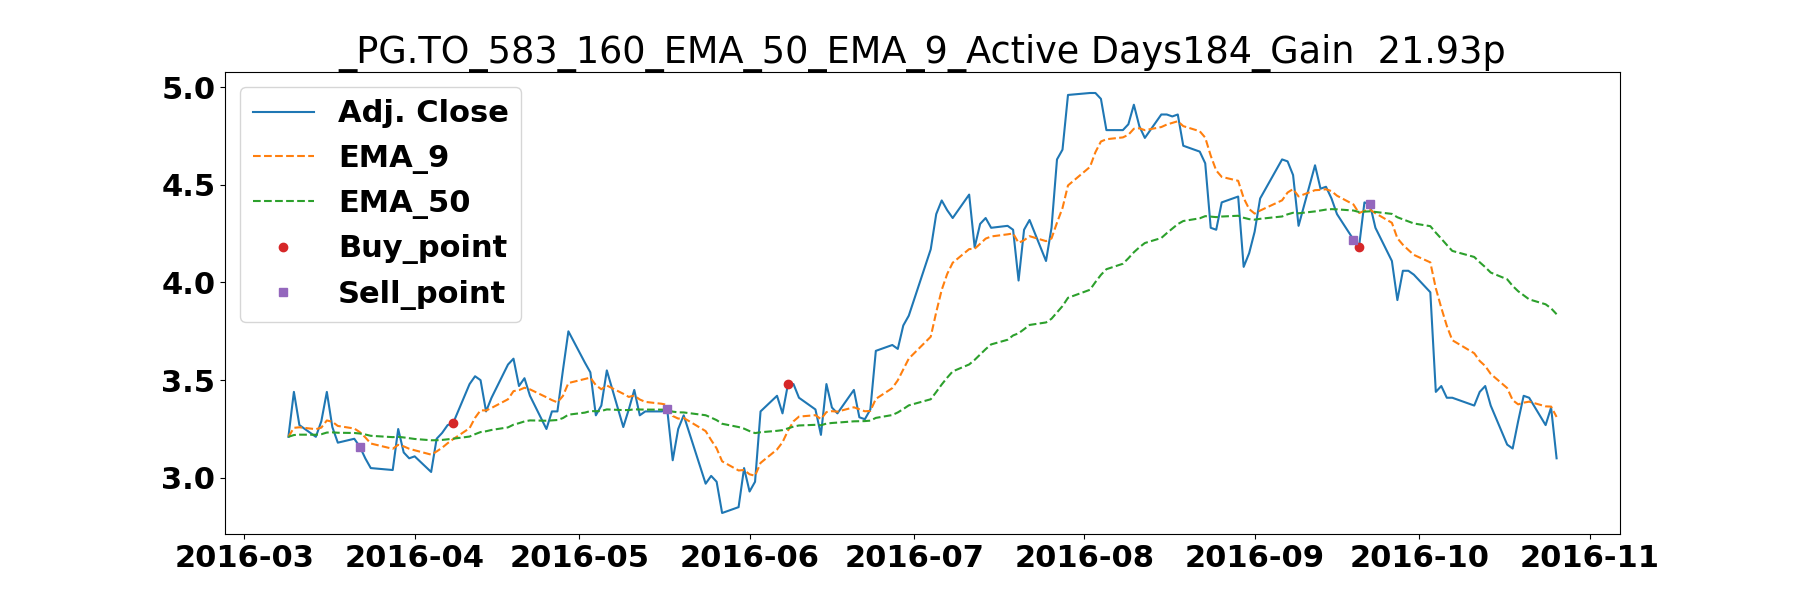 _PG.TO_583_160_EMA_50_EMA_9_Active Days184_Gain  21.93p
5.0
4.5
4.0
3.5
3.0
Adj. Close
EMA_9
EMA_50
Buy_point
Sell_point
2016-03 2016-04 2016-05 2016-06 2016-07 2016-08 2016-09 2016-10 2016-11